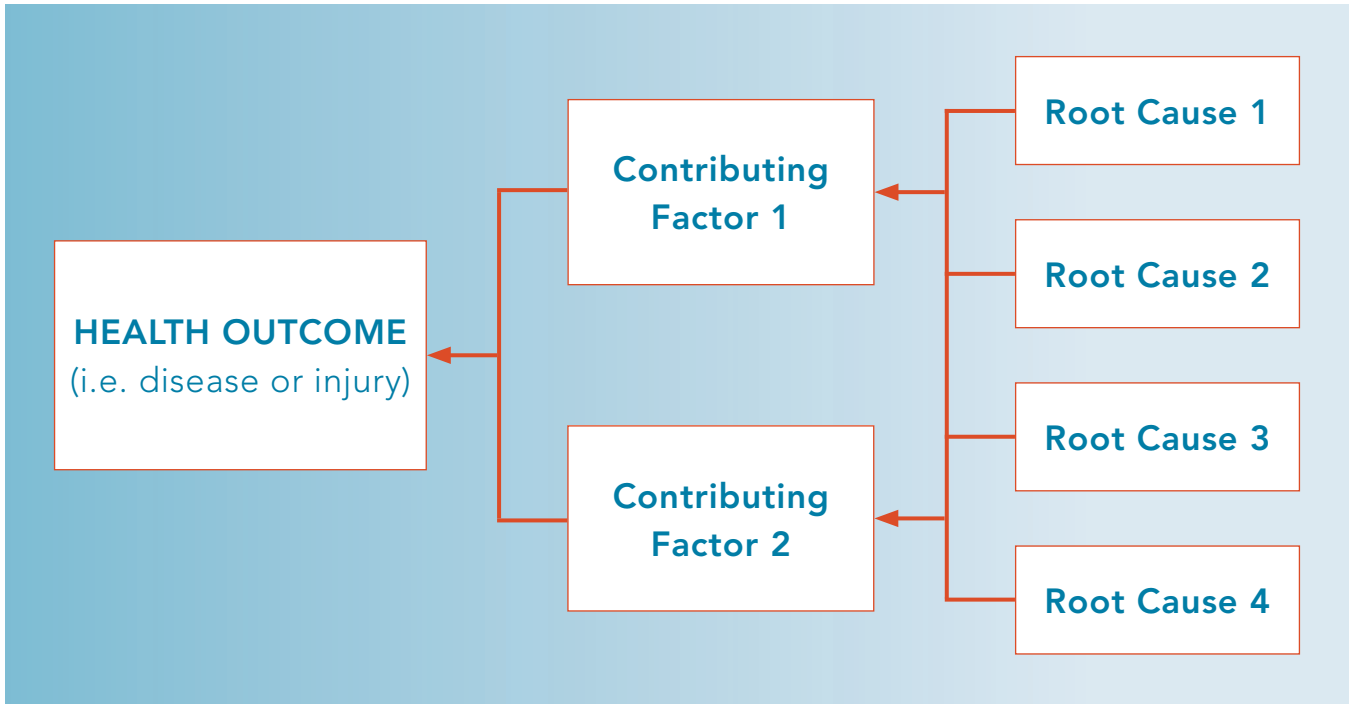 HEALTH OUTCOME
(i.e. disease or injury)
Contributing
Factor 1
Contributing
Factor 2
Root Cause 1
Root Cause 2
Root Cause 3
Root Cause 4